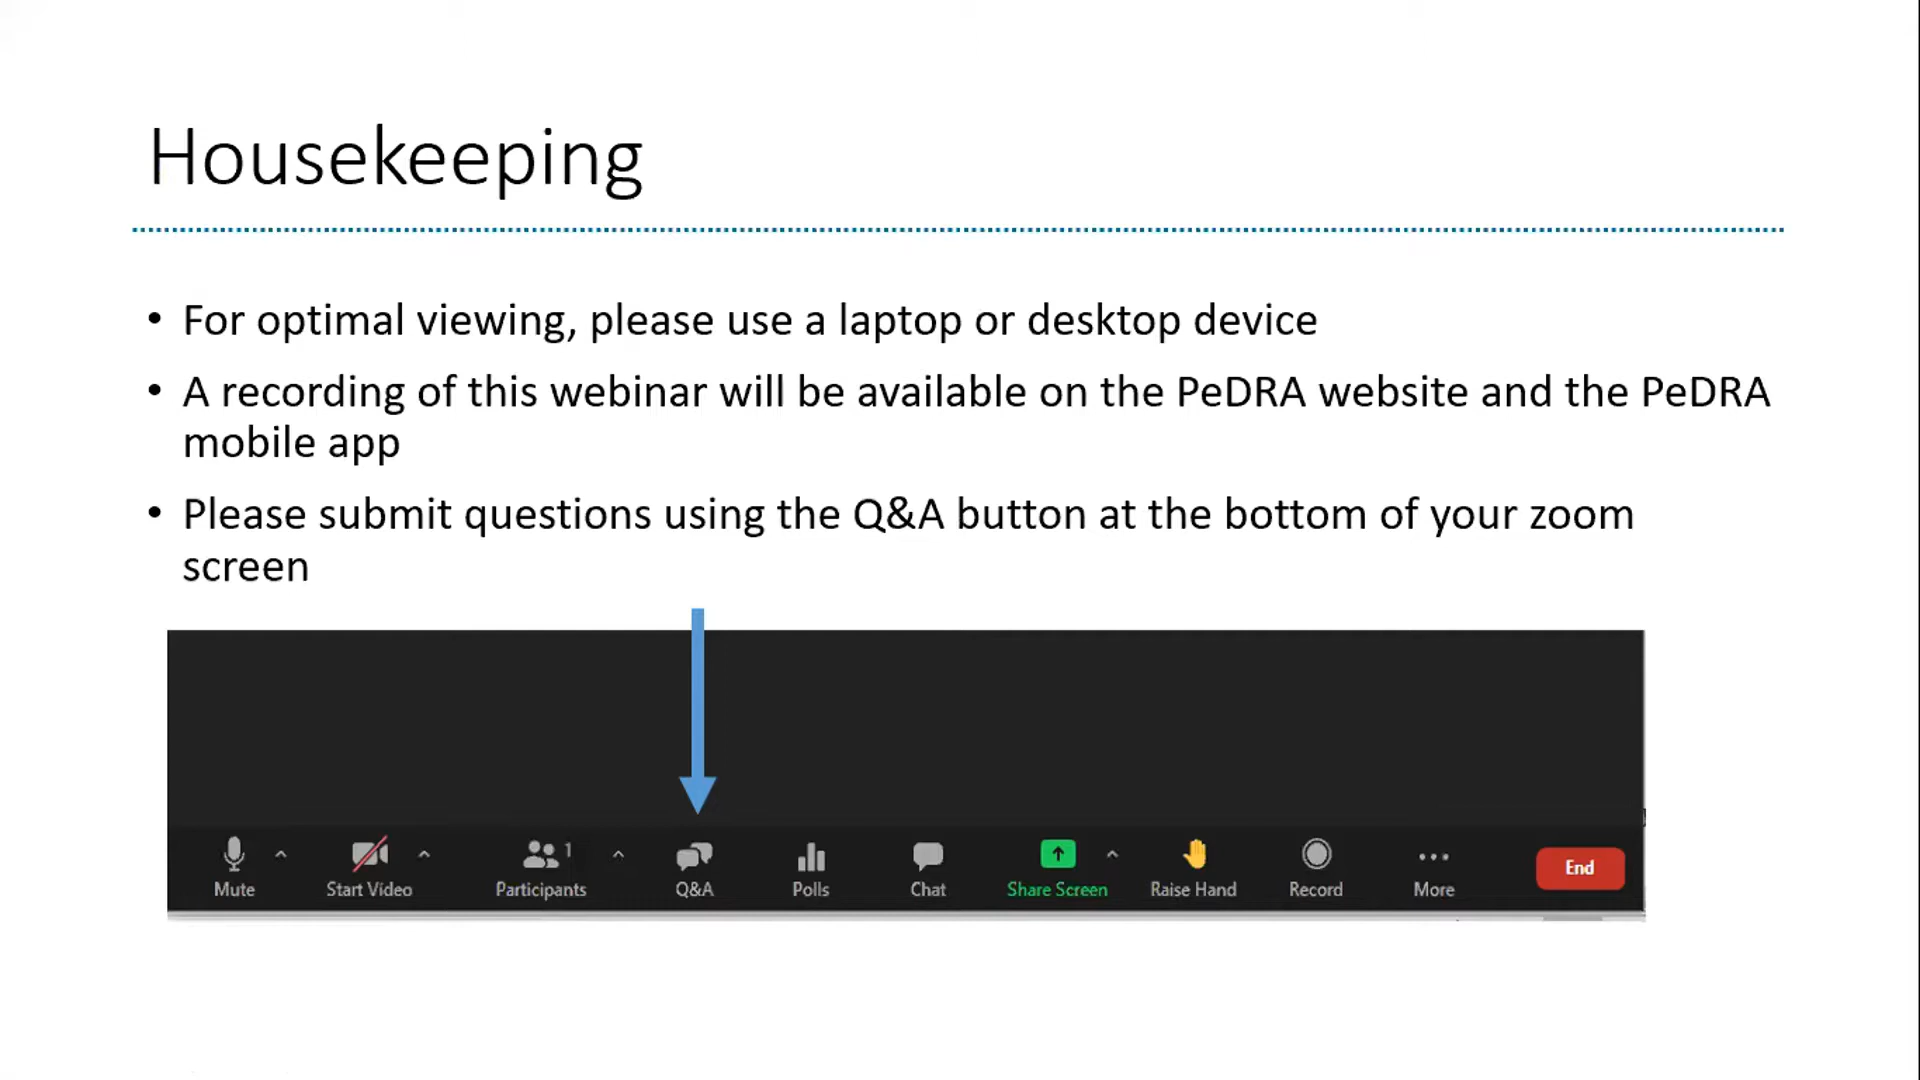 Housekeeping
• For optimal viewing, please use a laptop or desktop device
• A recording of this webinar will be available on the PeDRA website and the PeDRA
mobile app
• Please submit questions using the Q&A button at the bottom of your zoom
screen
1
Mute Start Video Participants Q&A Polls Chat Share Screen Raise Hand Record More End